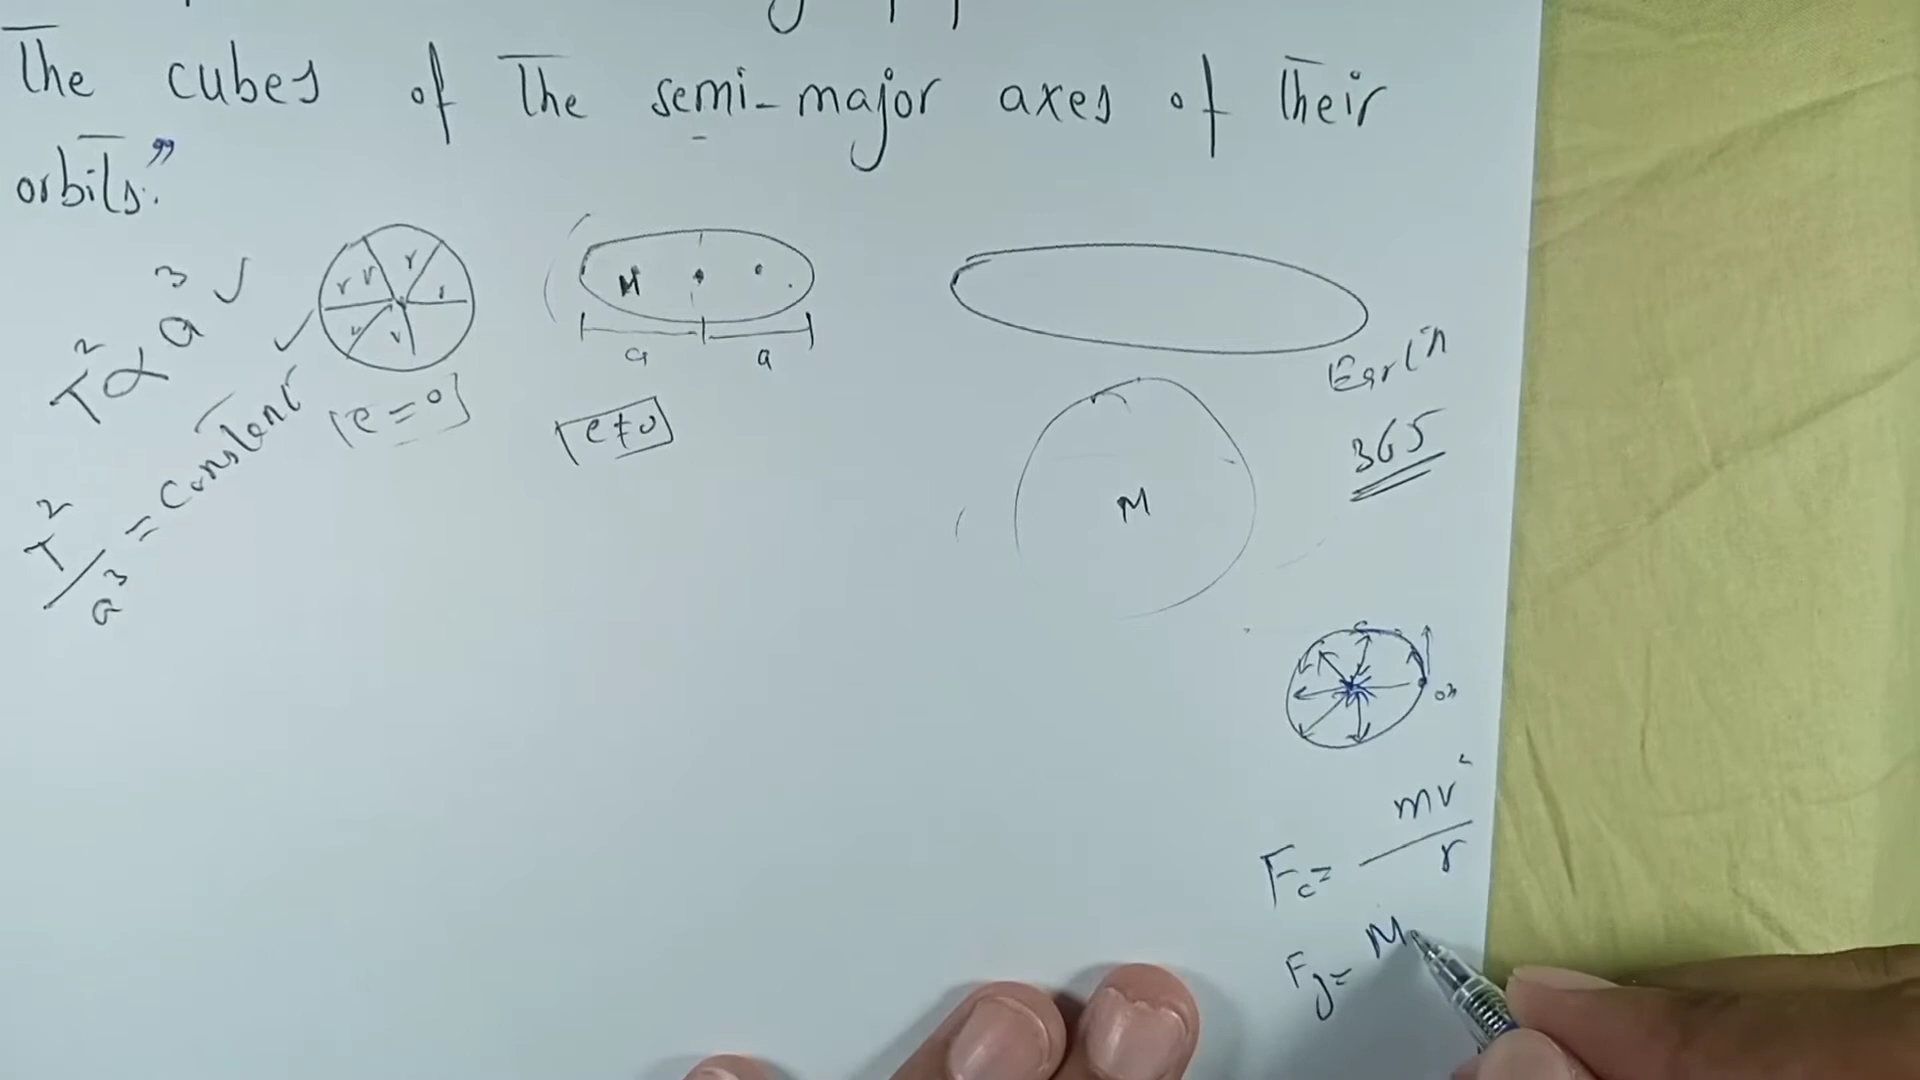 The cubes of The semi-major axes of their
orbits."
T² ∝ a³ ✓
T²/a³ = constant ✓
r r r r r r
[e = 0]
M
a a
[e ≠ 0]
Earth
365
M
Fc = mv²/r
Fg = M